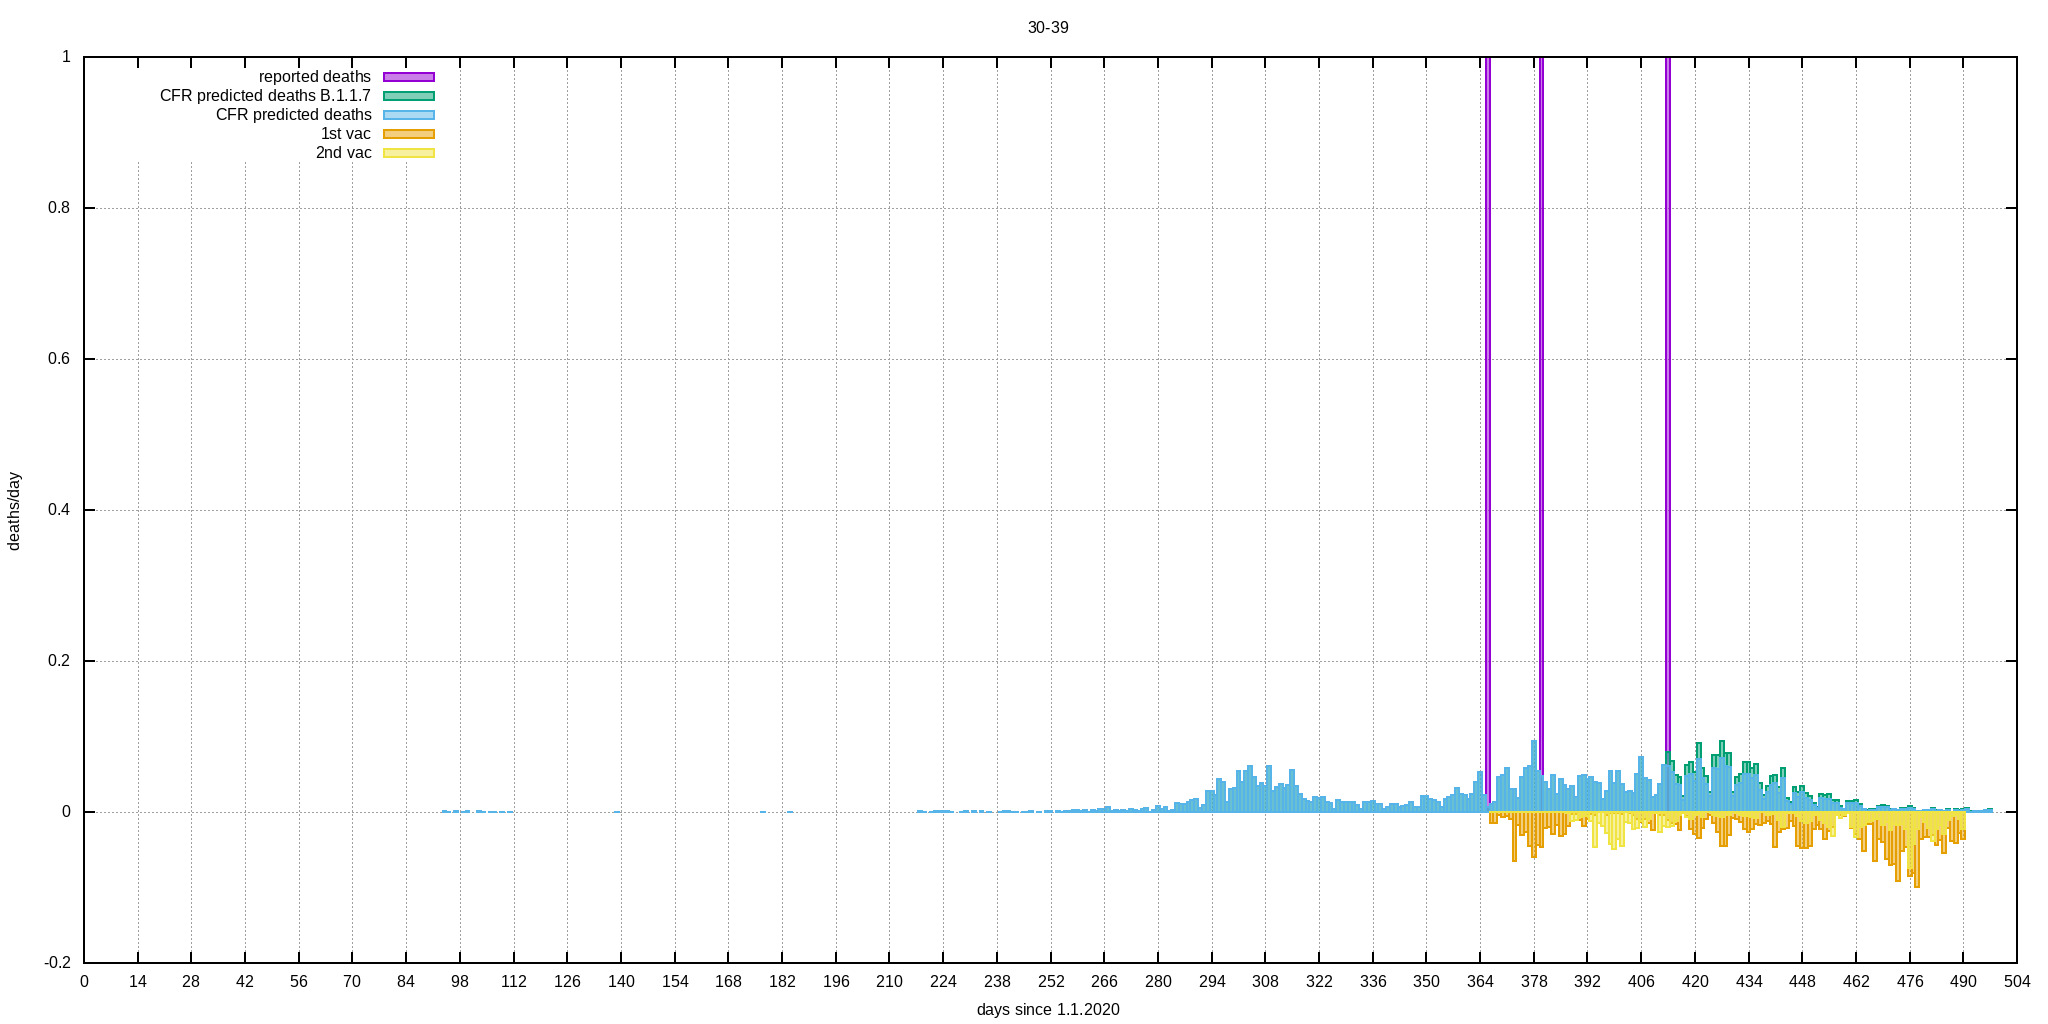 30-39
1
reported deaths
CFR predicted deaths B.1.1.7
CFR predicted deaths
1st vac
2nd vac
0.8
0.6
deaths/day
0.4
0.2
0
-0.2
0 14 28 42 56 70 84 98 112 126 140 154 168 182 196 210 224 238 252 266 280 294 308 322 336 350 364 378 392 406 420 434 448 462 476 490 504
days since 1.1.2020